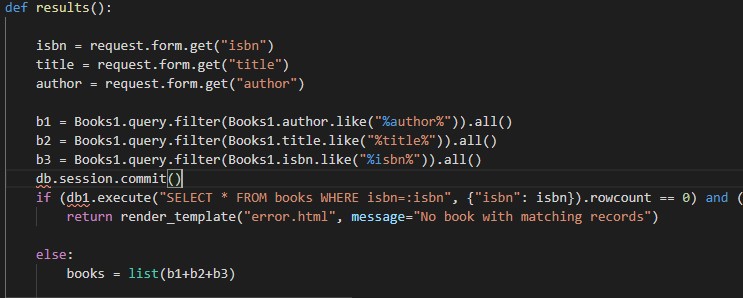 def results():
isbn = request.form.get("isbn")
title = request.form.get("title")
author = request.form.get("author")
b1 = Books1.query.filter(Books1.author.like("%author%")).all()
b2 = Books1.query.filter(Books1.title.like("%title%")).all()
b3 = Books1.query.filter(Books1.isbn.like("%isbn%")).all()
db.session.commit()
if (db1.execute("SELECT * FROM books WHERE isbn=:isbn", {"isbn": isbn}).rowcount == 0) and (
return render_template("error.html", message="No book with matching records")
else:
books = list(b1+b2+b3)